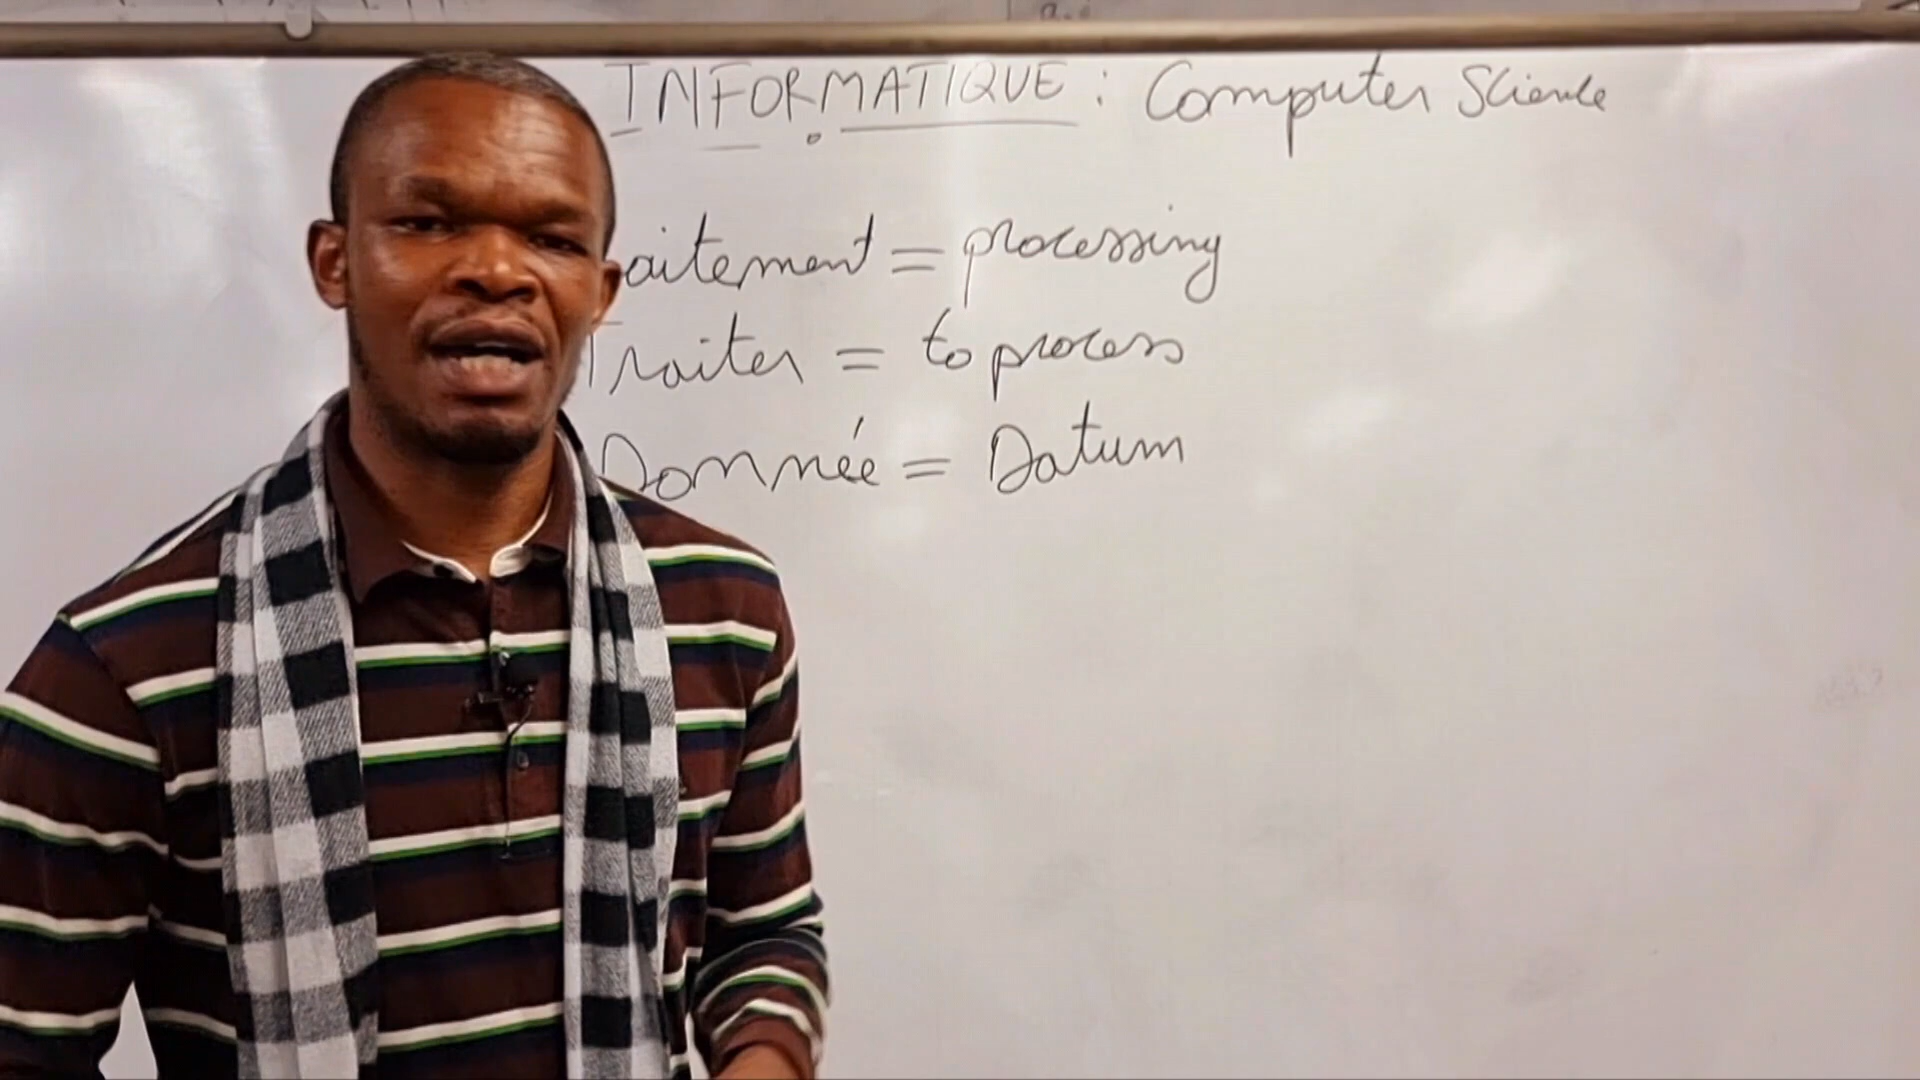 INFORMATIQUE : Computer Science
aitement = processing
Traiter = to process
Donnée = Datum